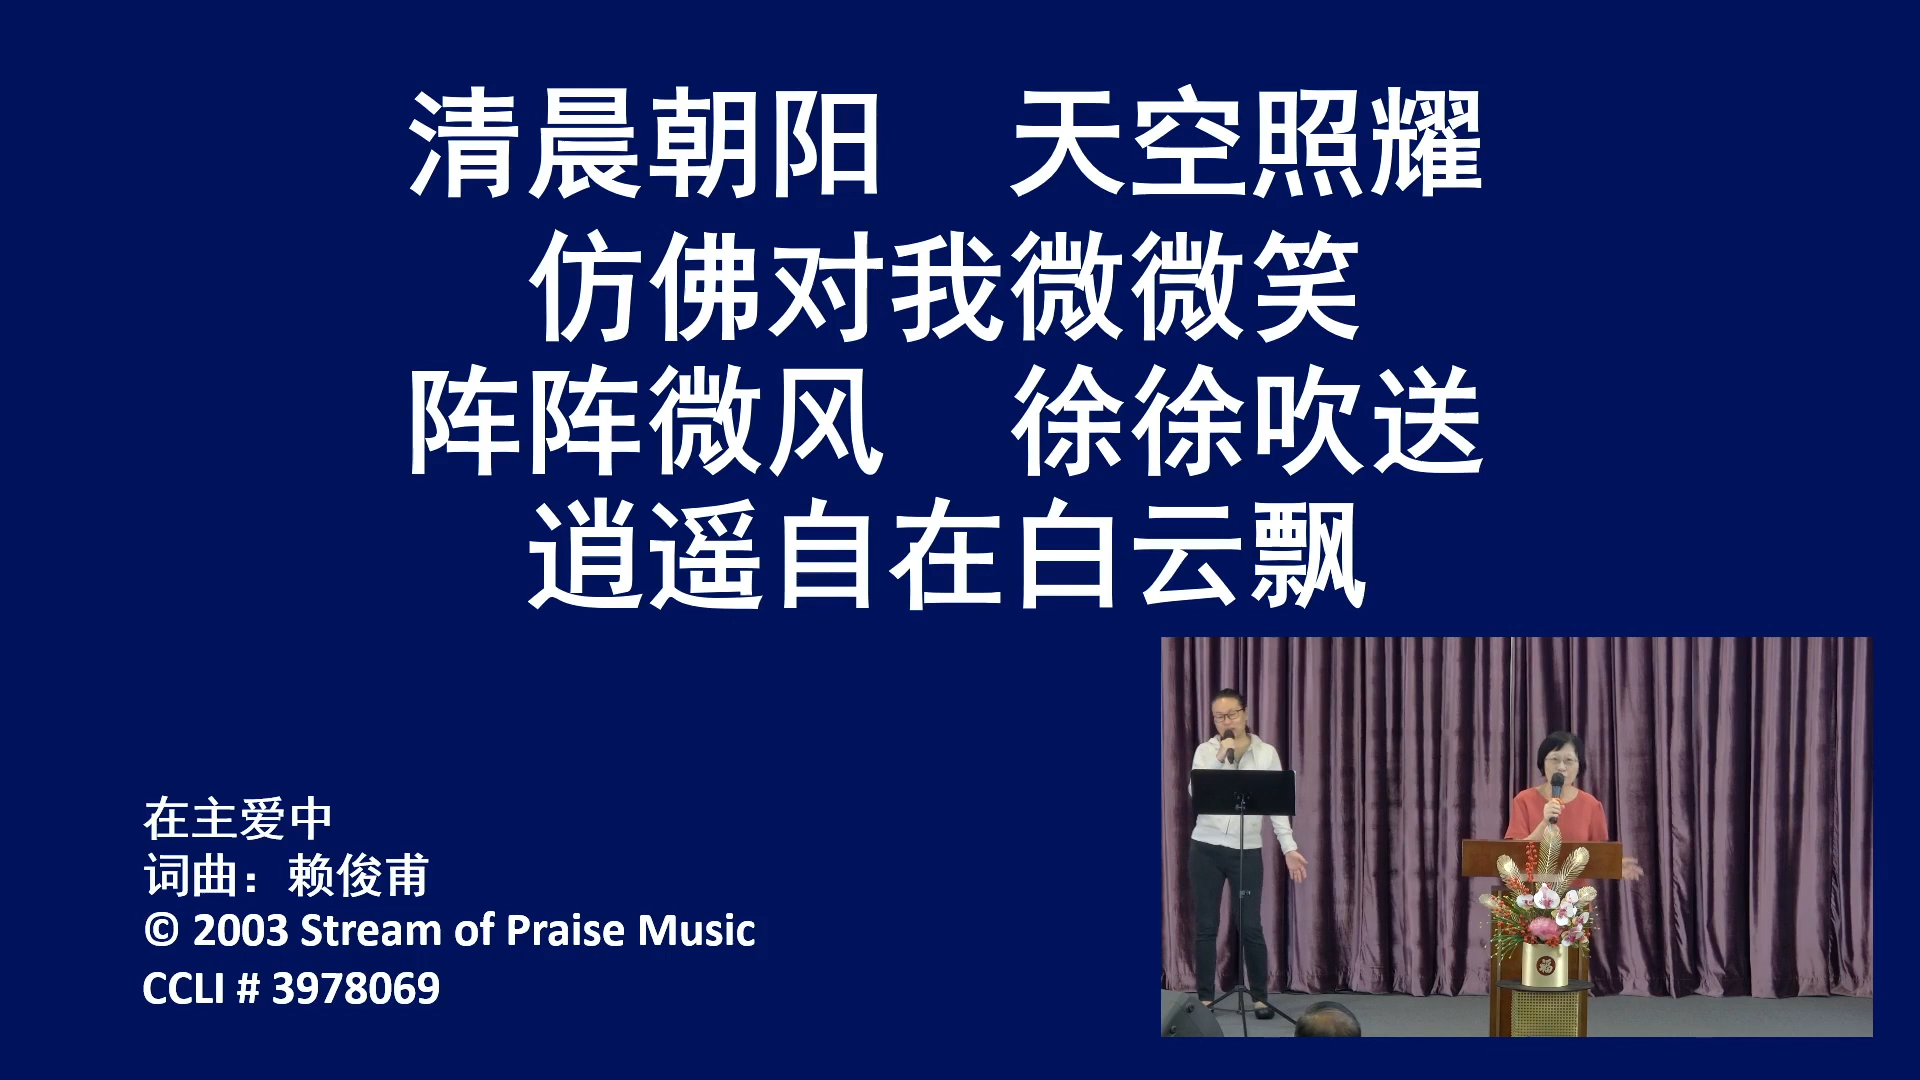 清晨朝阳　天空照耀
仿佛对我微微笑
阵阵微风　徐徐吹送
逍遥自在白云飘
在主爱中
词曲：赖俊甫
© 2003 Stream of Praise Music
CCLI # 3978069
福